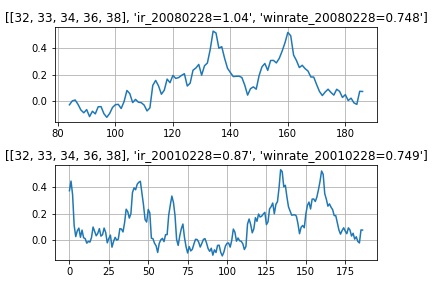 [[32, 33, 34, 36, 38], 'ir_20080228=1.04', 'winrate_20080228=0.748']
0.4
0.2
0.0
80 100 120 140 160 180
[[32, 33, 34, 36, 38], 'ir_20010228=0.87', 'winrate_20010228=0.749']
0.4
0.2
0.0
0 25 50 75 100 125 150 175